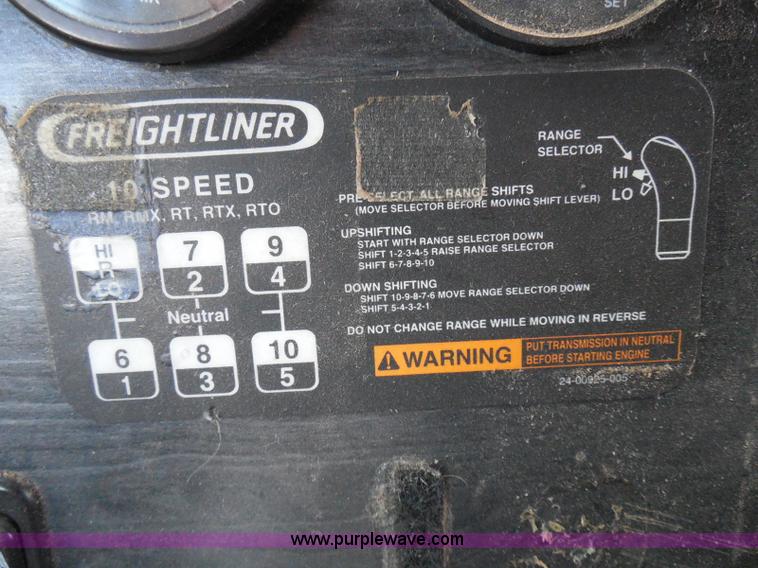 SET
FREIGHTLINER
10 SPEED
RM, RMX, RT, RTX, RTO
HI 7 9
R 2 4
LO
Neutral
6 8 10
1 3 5
RANGE
SELECTOR
HI
LO
PRE-SELECT ALL RANGE SHIFTS
(MOVE SELECTOR BEFORE MOVING SHIFT LEVER)
UPSHIFTING
START WITH RANGE SELECTOR DOWN
SHIFT 1-2-3-4-5 RAISE RANGE SELECTOR
SHIFT 6-7-8-9-10
DOWN SHIFTING
SHIFT 10-9-8-7-6 MOVE RANGE SELECTOR DOWN
SHIFT 5-4-3-2-1
DO NOT CHANGE RANGE WHILE MOVING IN REVERSE
WARNING
PUT TRANSMISSION IN NEUTRAL
BEFORE STARTING ENGINE
24-00925-005
www.purplewave.com